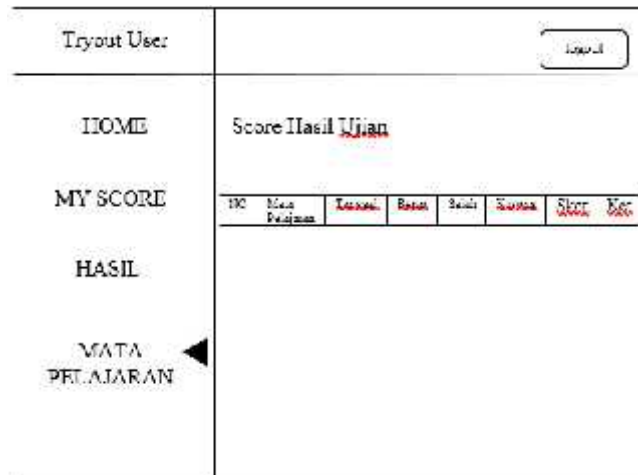 Tryout User
Logout
HOME
Score Hasil Ujian
MY SCORE
NO Mata Benar Salah Kosong Skor Ket
Pelajaran
HASIL
MATA
PELAJARAN